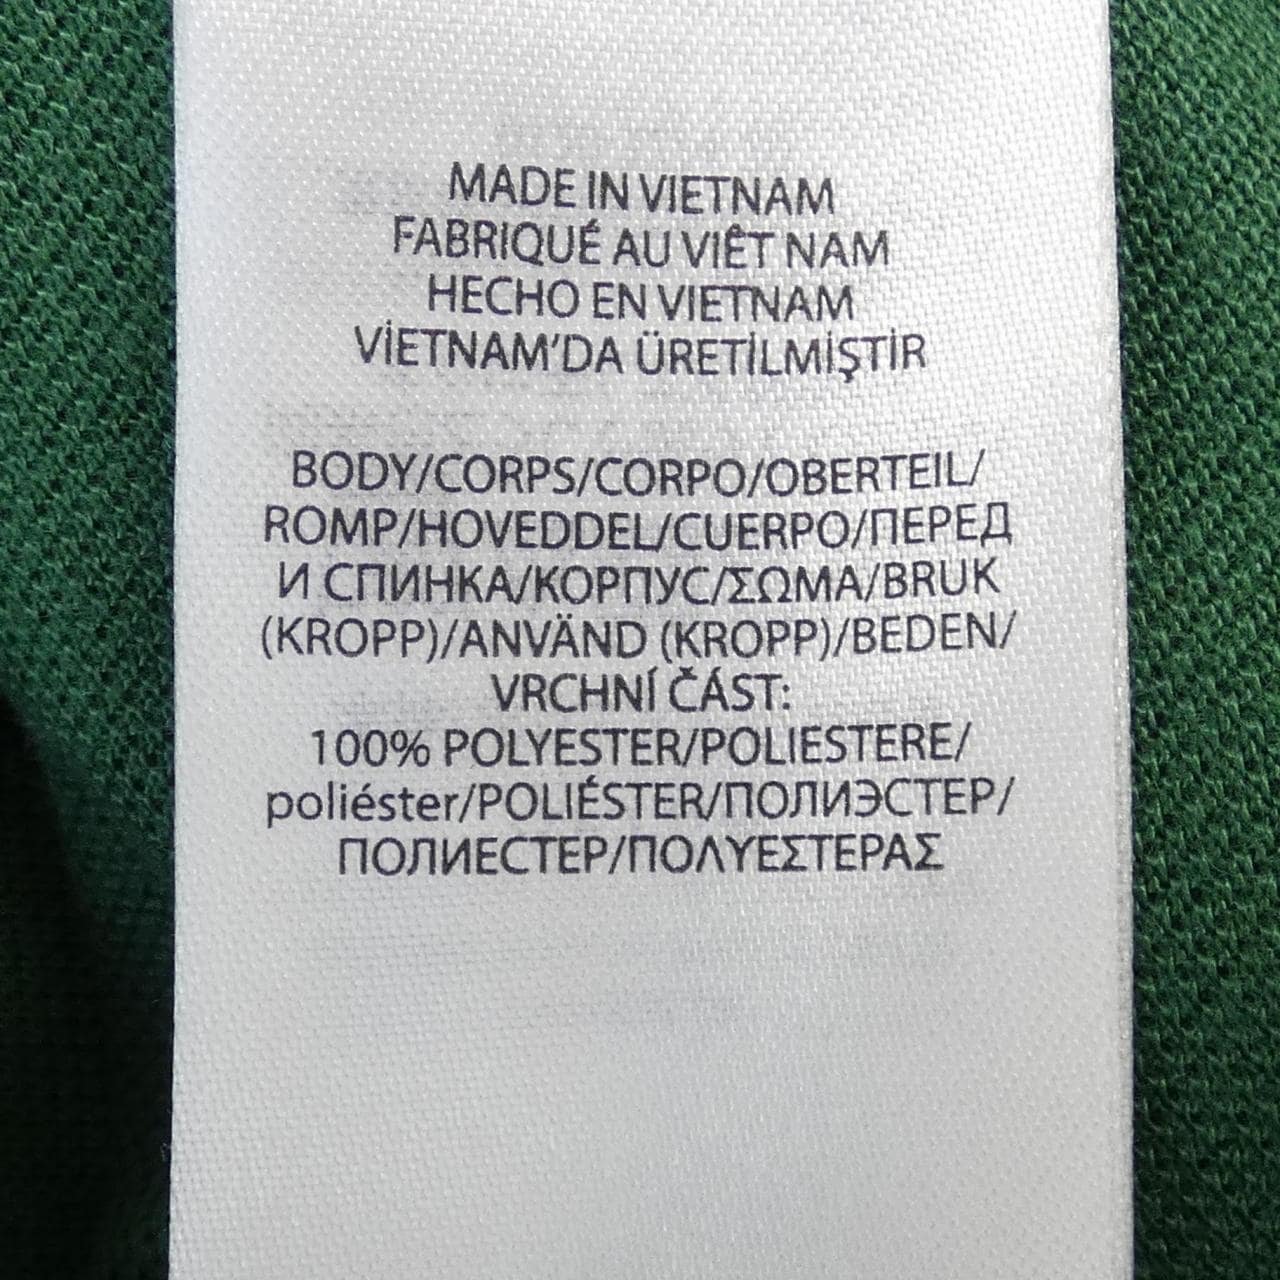 MADE IN VIETNAM
FABRIQUÉ AU VIÊT NAM
HECHO EN VIETNAM
VİETNAM'DA ÜRETİLMİŞTİR
BODY/CORPS/CORPO/OBERTEIL/
ROMP/HOVEDDEL/CUERPO/ПЕРЕД
И СПИНКА/КОРПУС/ΣΩΜΑ/BRUK
(KROPP)/ANVÄND (KROPP)/BEDEN/
VRCHNÍ ČÁST:
100% POLYESTER/POLIESTERE/
poliéster/POLIÉSTER/ПОЛИЭСТЕР/
ПОЛИЕСТЕР/ΠΟΛΥΕΣΤΕΡΑΣ